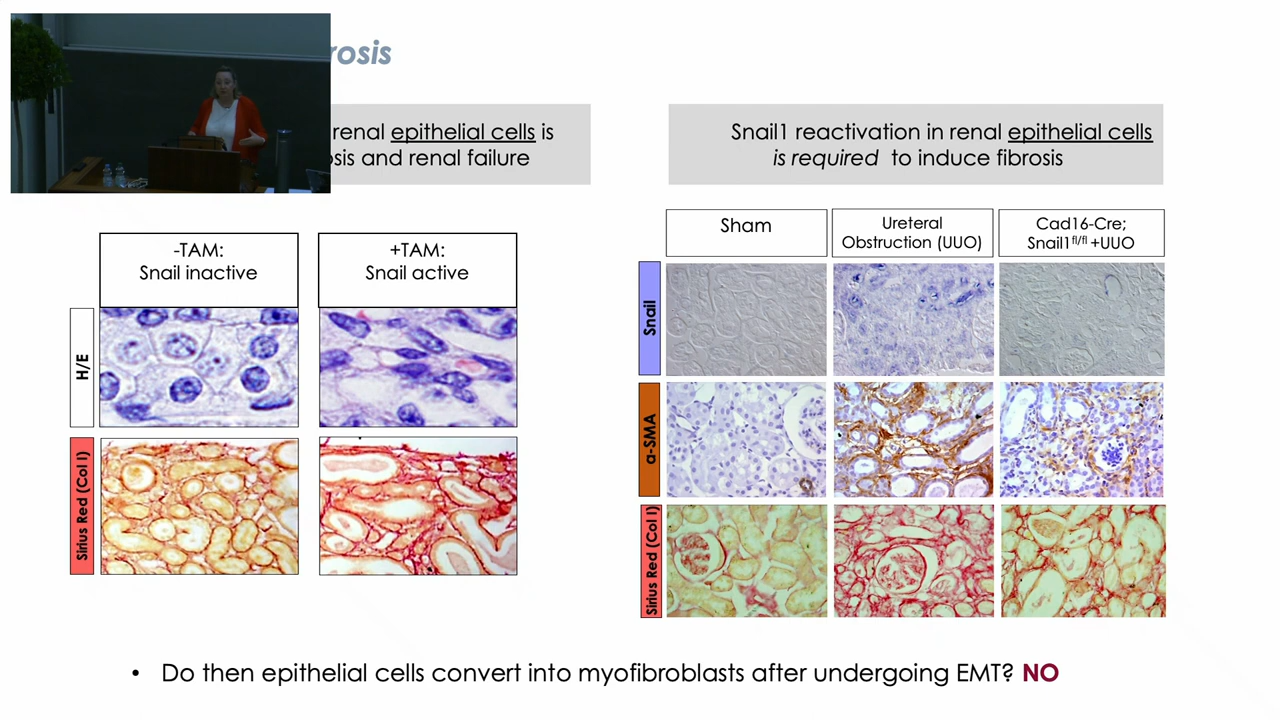 rosis
renal epithelial cells is
osis and renal failure
Snail1 reactivation in renal epithelial cells
is required to induce fibrosis
-TAM:
Snail inactive
+TAM:
Snail active
H/E
Sirius Red (Col I)
Sham
Ureteral
Obstruction (UUO)
Cad16-Cre;
Snail1fl/fl +UUO
Snail
α-SMA
Sirius Red (Col I)
• Do then epithelial cells convert into myofibroblasts after undergoing EMT? NO